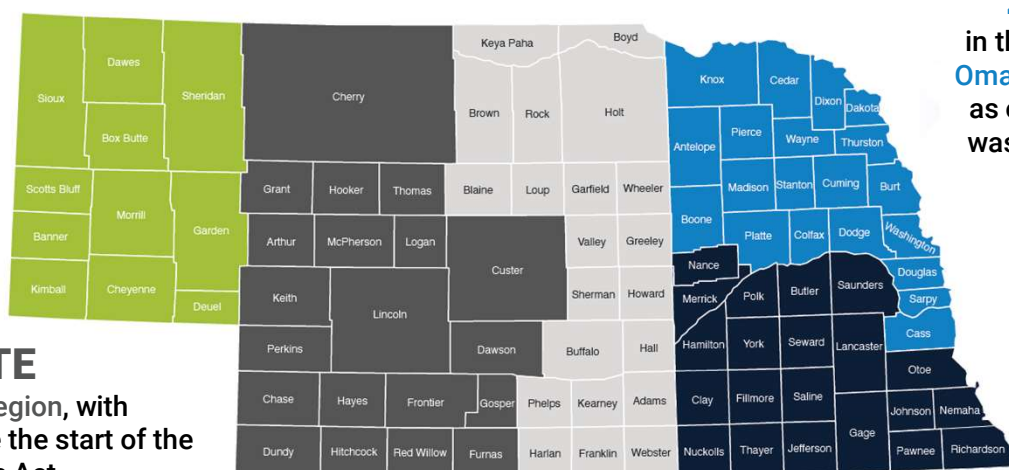 in th
Oma
as
was
Keya Paha Boyd
Knox Cedar
Dawes
Sioux Sheridan Cherry Dixon Dakota
Brown Rock Holt
Box Butte Antelope Pierce Wayne Thurston
Scotts Bluff Grant Hooker Thomas Blaine Loup Garfield Wheeler Madison Stanton Cuming Burt
Morrill Boone
Banner Garden Arthur McPherson Logan Valley Greeley Platte Colfax Dodge Washington
Custer Nance Douglas
Kimball Cheyenne Deuel Keith Lincoln Sherman Howard Merrick Polk Butler Saunders Sarpy
Cass
Perkins Dawson Buffalo Hall Hamilton York Seward Lancaster
TE Otoe
egion, with Chase Hayes Frontier Gosper Phelps Kearney Adams Clay Fillmore Saline Johnson Nemaha
the start of the Gage
Act Dundy Hitchcock Red Willow Furnas Harlan Franklin Webster Nuckolls Thayer Jefferson Pawnee Richardson